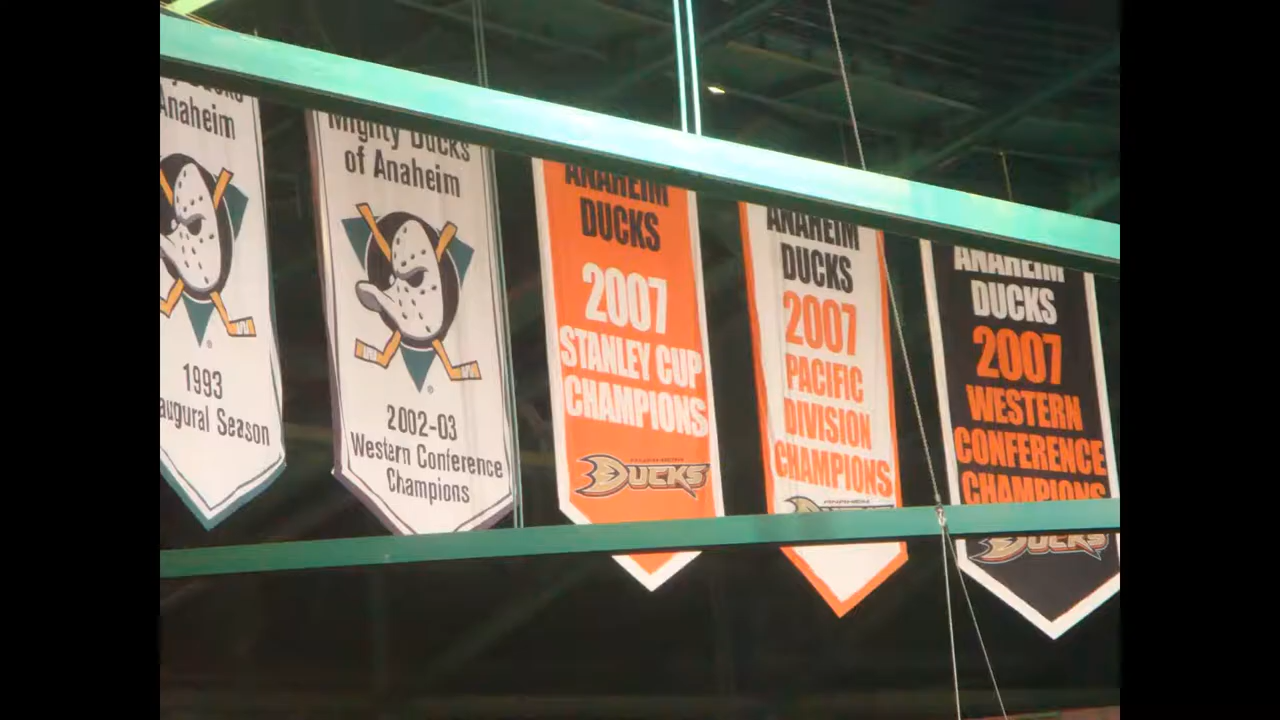 Anaheim
1993
Season
Mighty Ducks
of Anaheim
2002-03
Western Conference
Champions
ANAHEIM
DUCKS
2007
STANLEY CUP
CHAMPIONS
DUCKS
ANAHEIM
DUCKS
2007
PACIFIC
DIVISION
CHAMPIONS
ANAHEIM
ANAHEIM
DUCKS
2007
WESTERN
CONFERENCE
CHAMPIONS
DUCKS